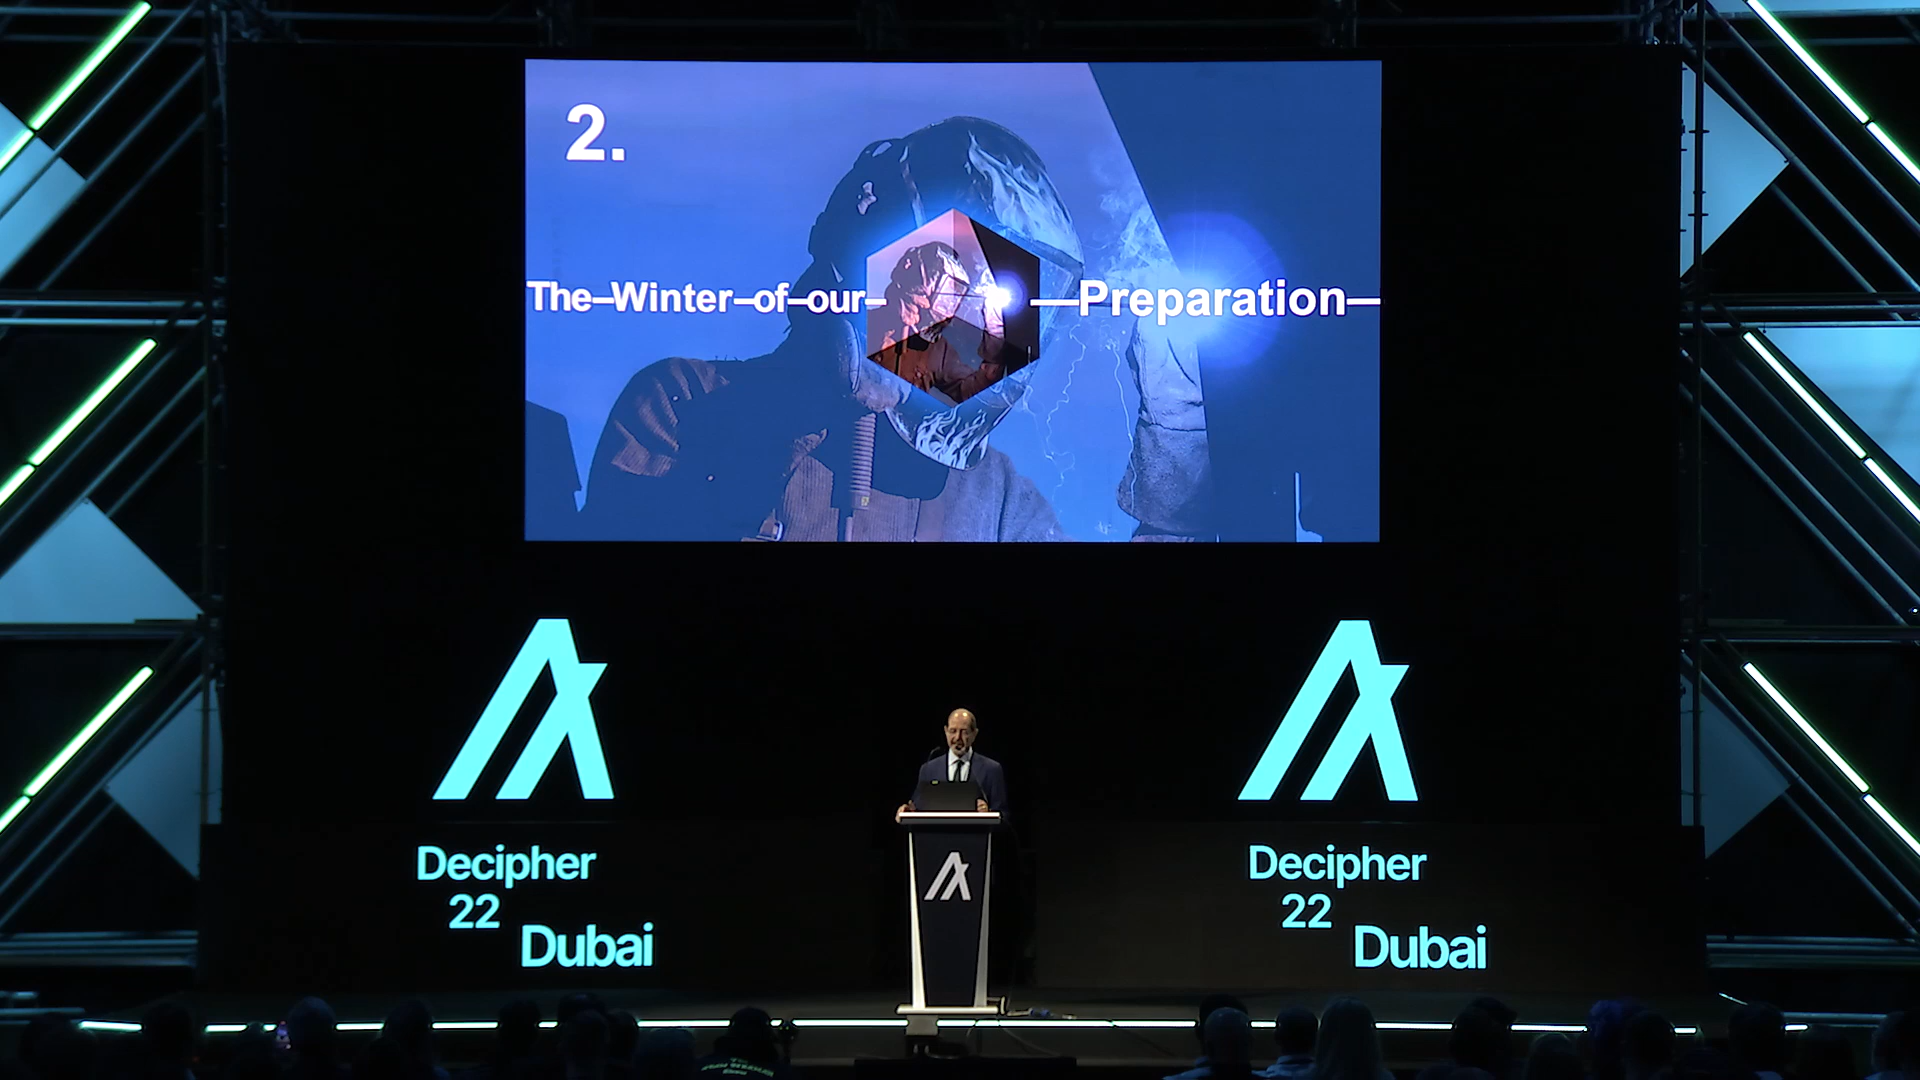 2.
The–Winter–of–our–
—Preparation—
Decipher
22
Dubai
Decipher
22
Dubai